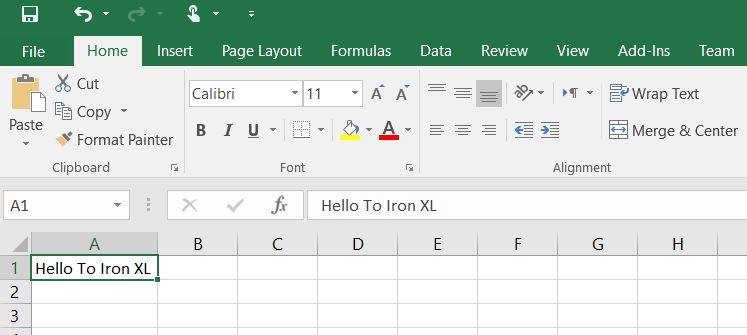 File Home Insert Page Layout Formulas Data Review View Add-Ins Team
Paste
Cut
Copy
Format Painter
Clipboard
Calibri 11
B I U A
Font
Wrap Text
Merge & Center
Alignment
A1 fx Hello To Iron XL
A B C D E F G H
1 Hello To Iron XL
2
3